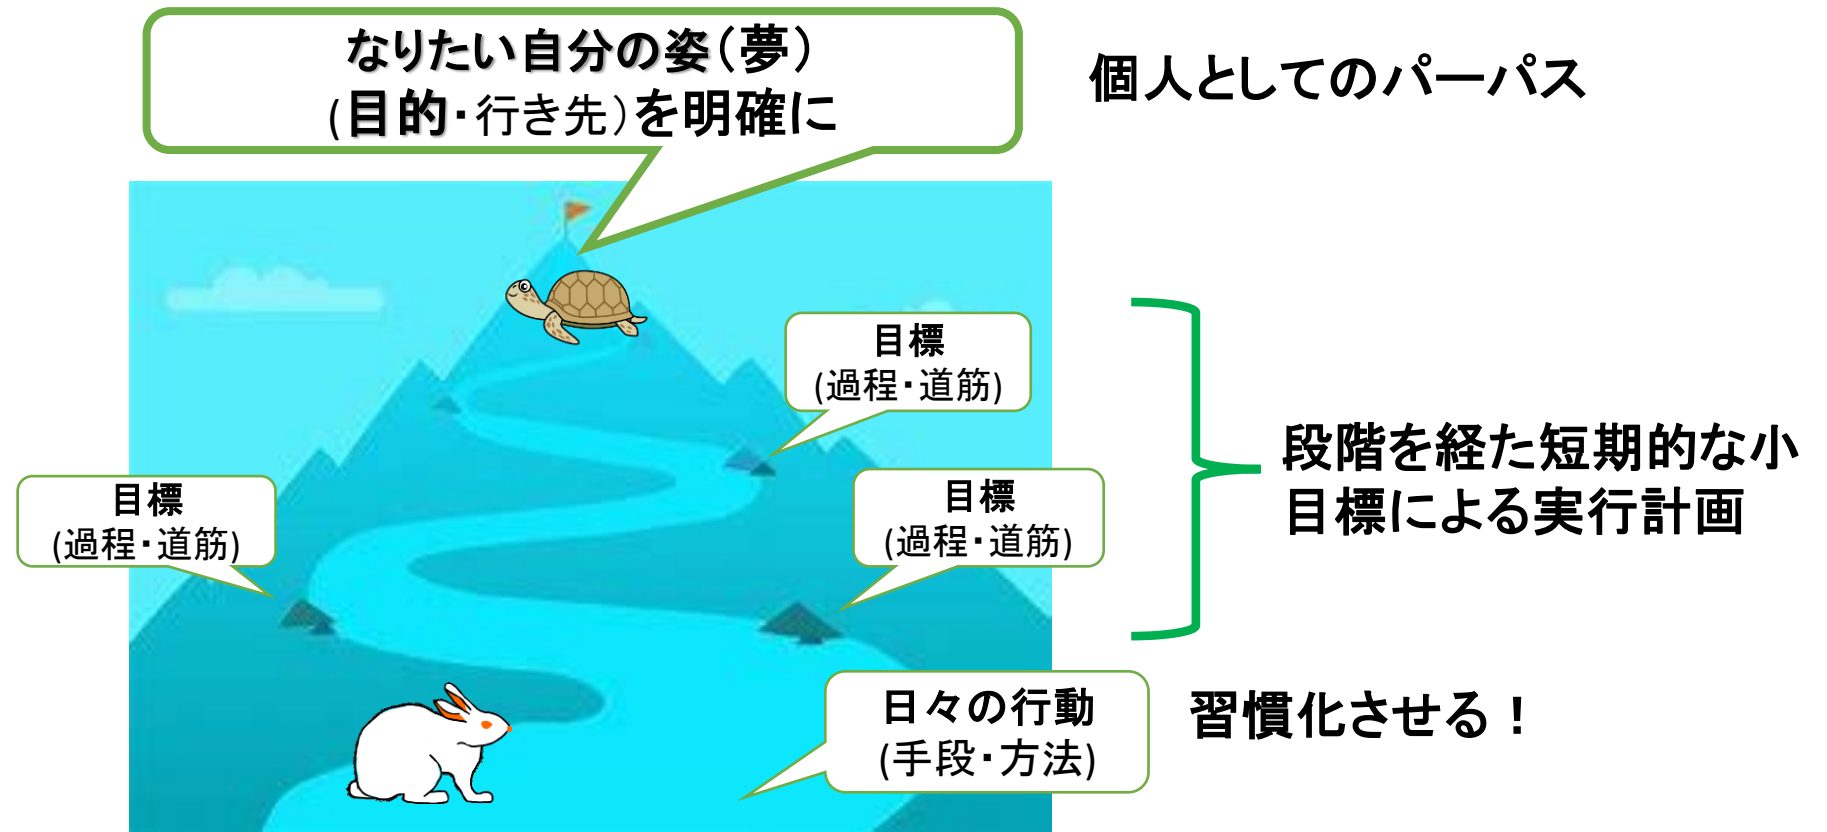 なりたい自分の姿(夢)
(目的・行き先)を明確に
個人としてのパーパス
目標
(過程・道筋)
目標
(過程・道筋)
目標
(過程・道筋)
段階を経た短期的な小
目標による実行計画
日々の行動
(手段・方法)
習慣化させる!